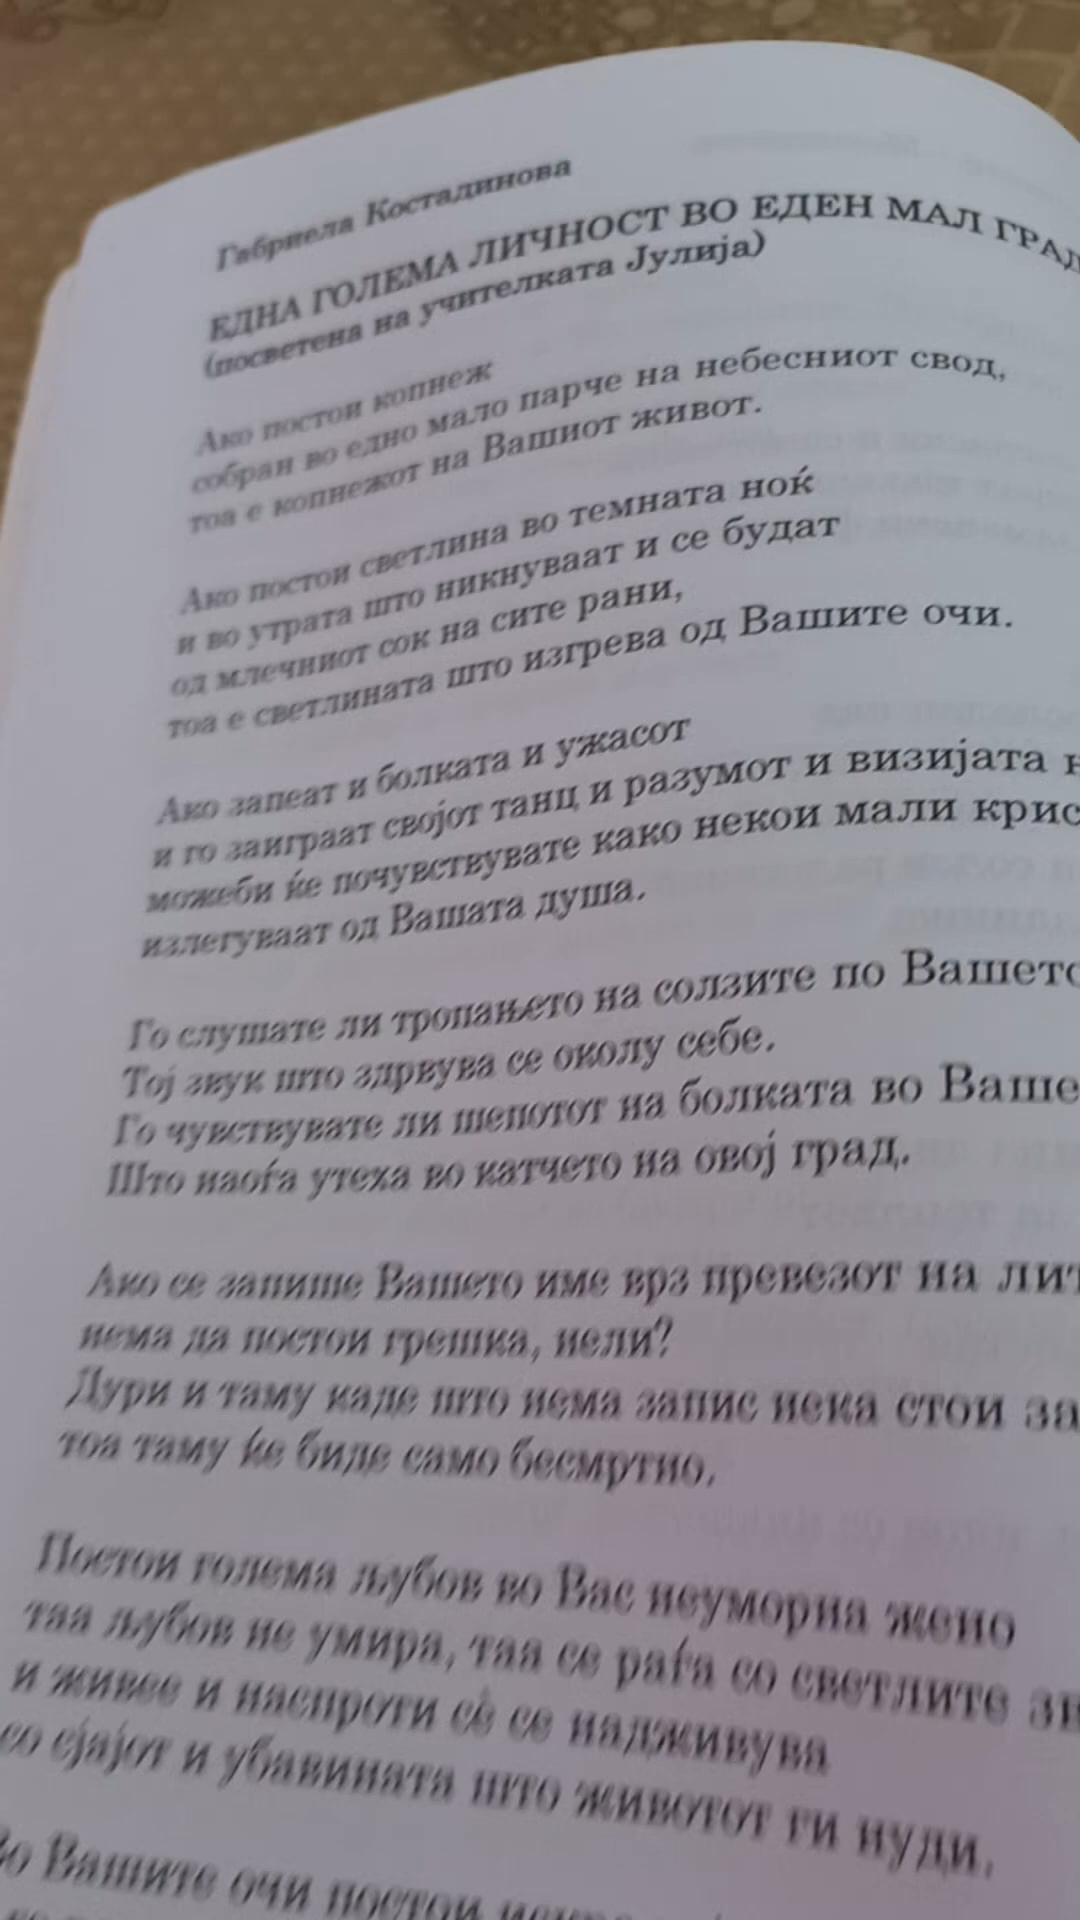 Габриела Костадинова
ЕДНА ГОЛЕМА ЛИЧНОСТ ВО ЕДЕН МАЛ ГРАД
(посветена на учителката Јулија)
Ако постои копнеж
собран во едно мало парче на небесниот свод,
тоа е копнежот на Вашиот живот.
Ако постои светлина во темната ноќ
и во утрата што никнуваат и се будат
од млечниот сок на сите рани,
тоа е светлината што изгрева од Вашите очи.
Ако запеат и болката и ужасот
и го заиграат својот танц и разумот и визијата
можеби ќе почувствувате како некои мали
излегуваат од Вашата душа.
Го слушате ли тропањето на солзите по
Тој звук што здрвува се околу себе.
Го чувствувате ли шепотот на болката во
Што наоѓа утеха во катчето на овој град.
Ако се запише Вашето име врз превезот на
нема да постои грешка, нели?
Дури и таму каде што нема запис нека стои
тоа таму ќе биде само бесмртно.
Постои голема љубов во Вас неуморна жено
таа љубов не умира, таа се раѓа со светлите
и живее и наспроти сѐ се надживува
со сјајот и убавината што животот ги нуди.
Во Вашите очи постои